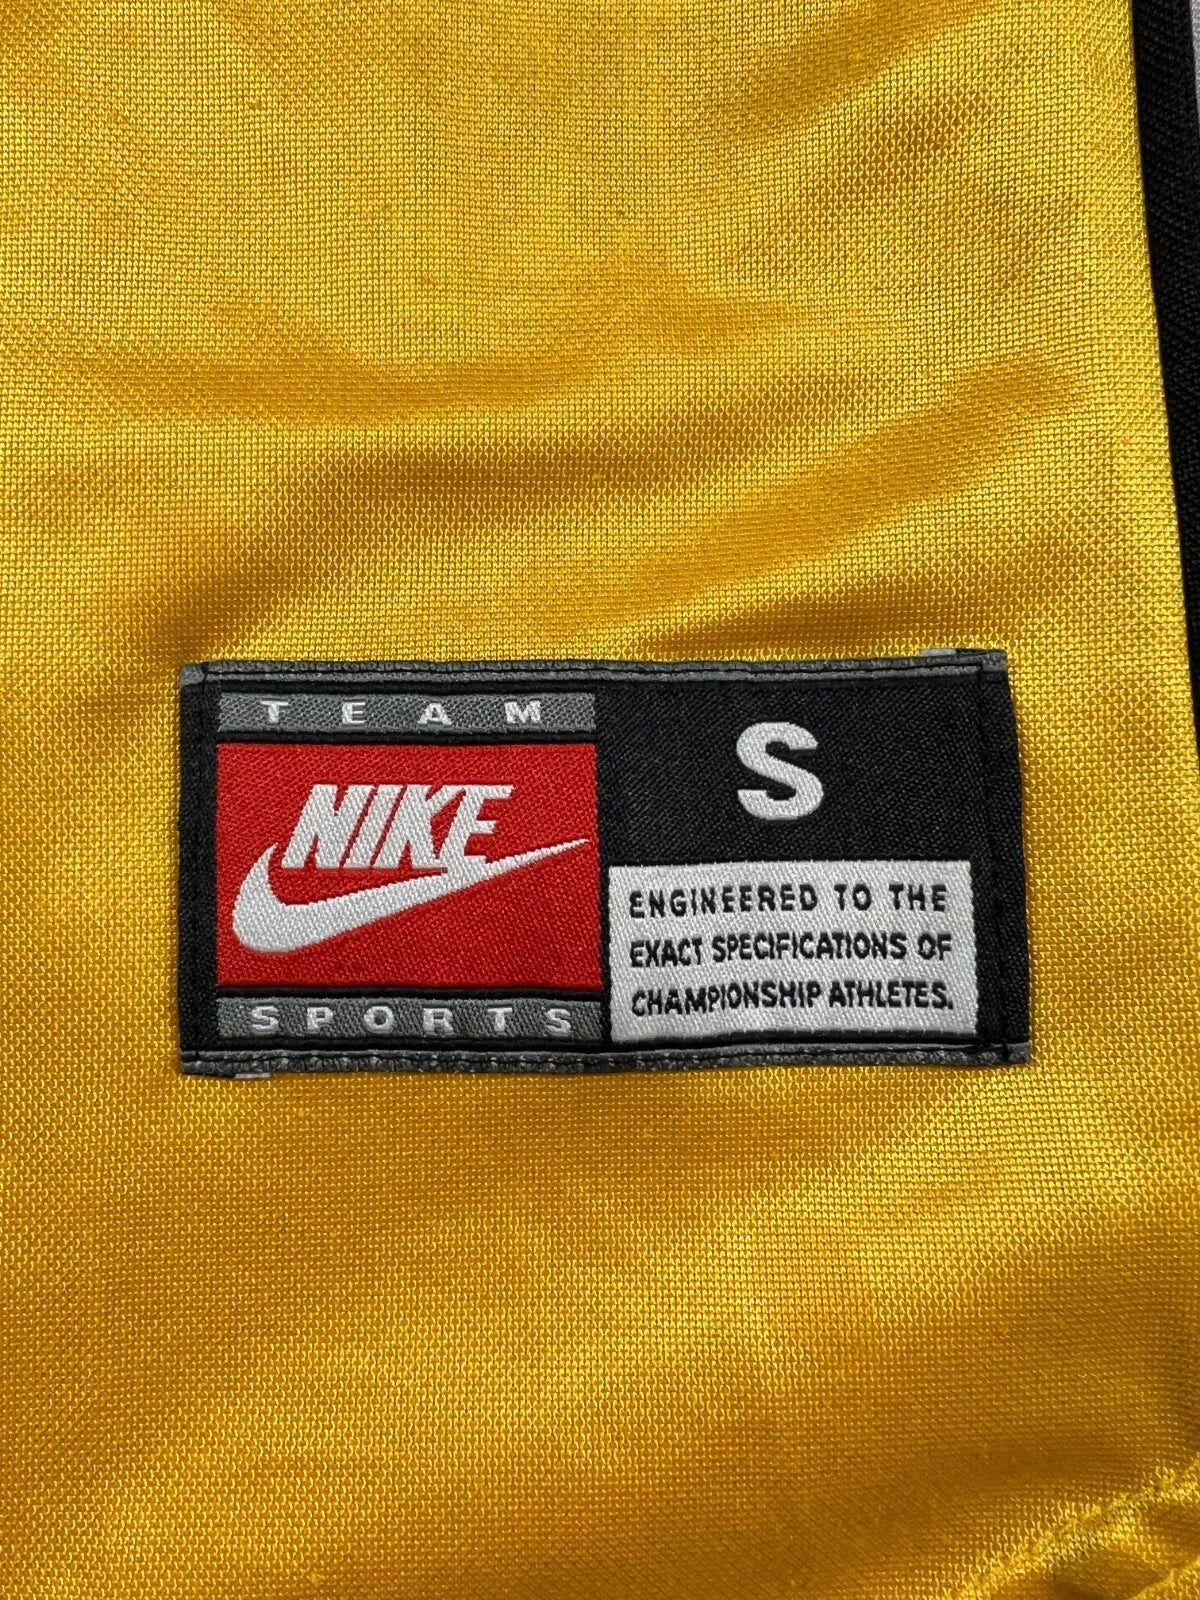 TEAM
NIKE
SPORTS
S
ENGINEERED TO THE
EXACT SPECIFICATIONS OF
CHAMPIONSHIP ATHLETES.